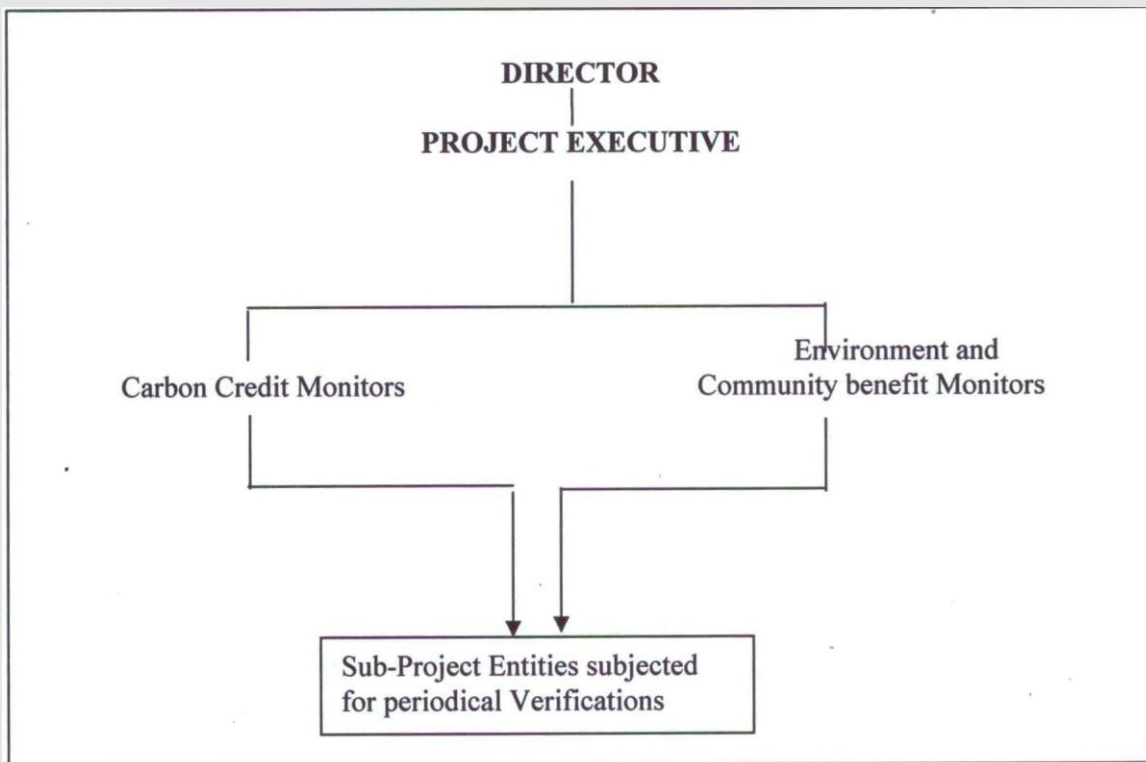 DIRECTOR
PROJECT EXECUTIVE
Carbon Credit Monitors
Environment and
Community benefit Monitors
Sub-Project Entities subjected
for periodical Verifications